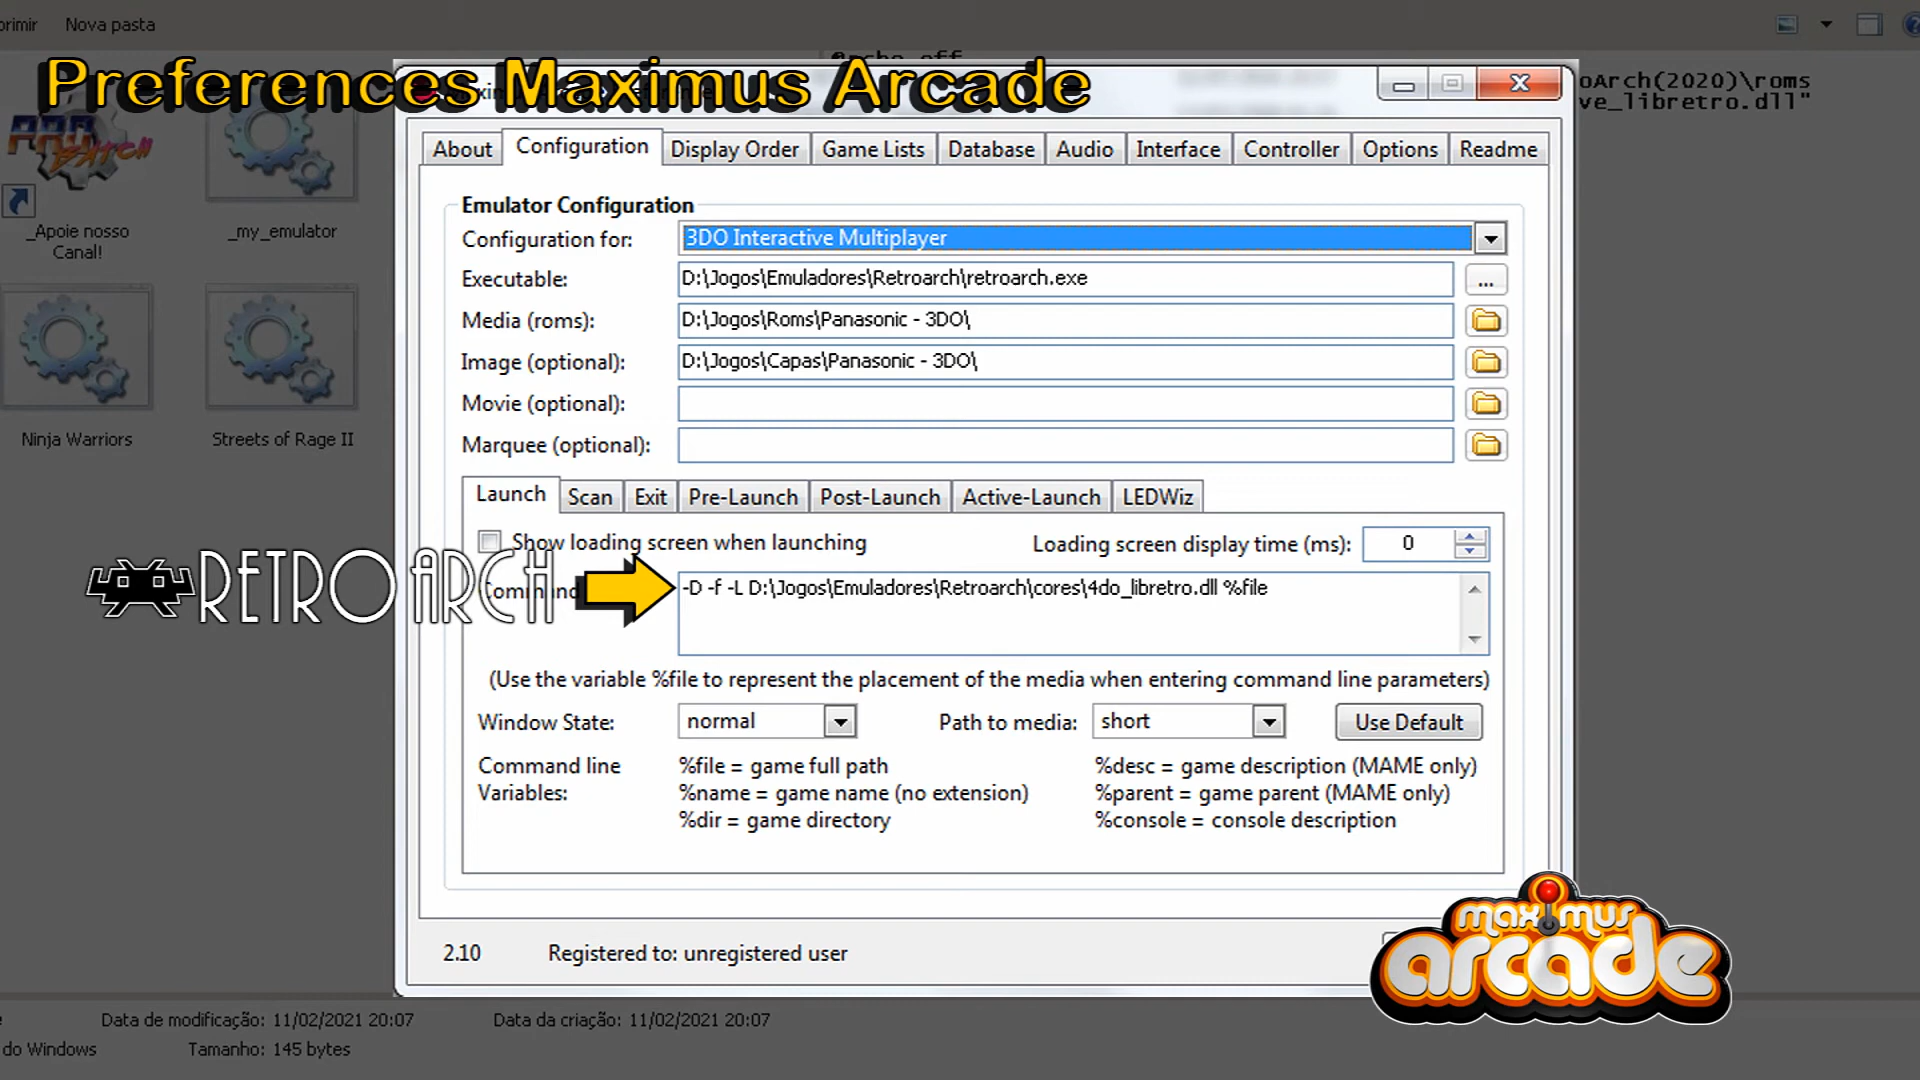 Nova pasta
Preferences Maximus Arcade
oArch(2020)\roms
ve_libretro.dll"
PRO
BATCH
_Apoie nosso
Canal!
_my_emulator
Ninja Warriors
Streets of Rage II
About
Configuration
Display Order
Game Lists
Database
Audio
Interface
Controller
Options
Readme
Emulator Configuration
Configuration for:
3DO Interactive Multiplayer
Executable:
D:\Jogos\Emuladores\Retroarch\retroarch.exe
...
Media (roms):
D:\Jogos\Roms\Panasonic - 3DO\
Image (optional):
D:\Jogos\Capas\Panasonic - 3DO\
Movie (optional):
Marquee (optional):
Launch
Scan
Exit
Pre-Launch
Post-Launch
Active-Launch
LEDWiz
Show loading screen when launching
Loading screen display time (ms):
0
RETROARCH
Command
-D -f -L D:\Jogos\Emuladores\Retroarch\cores\4do_libretro.dll %file
(Use the variable %file to represent the placement of the media when entering command line parameters)
Window State:
normal
Path to media:
short
Use Default
Command line
Variables:
%file = game full path
%name = game name (no extension)
%dir = game directory
%desc = game description (MAME only)
%parent = game parent (MAME only)
%console = console description
2.10
Registered to: unregistered user
maximus
arcade
Data de modificação: 11/02/2021 20:07
Data da criação: 11/02/2021 20:07
do Windows
Tamanho: 145 bytes